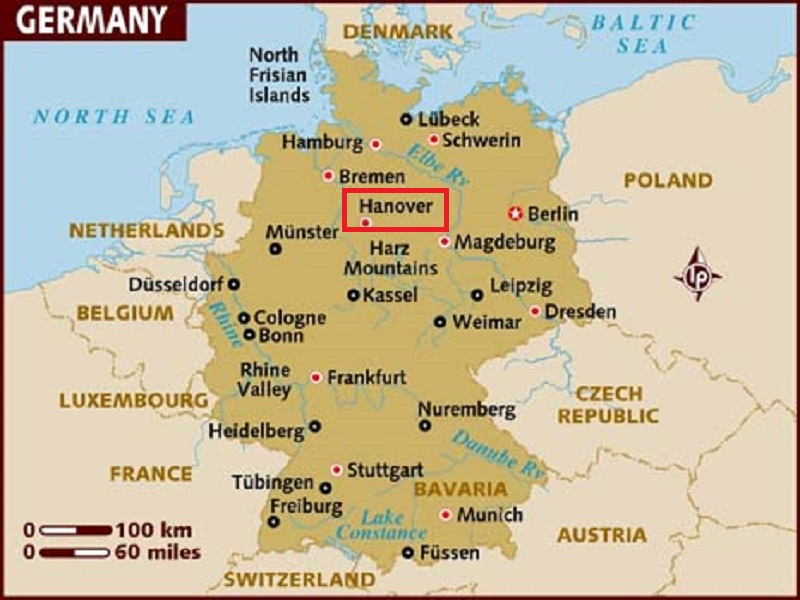 GERMANY
DENMARK
BALTIC
SEA
North
Frisian
Islands
NORTH SEA
Lübeck
Schwerin
Hamburg
Elbe Rv
Bremen
POLAND
Hanover
Berlin
NETHERLANDS
Münster
Magdeburg
Harz
Mountains
LP
Düsseldorf
Kassel
Leipzig
BELGIUM
Rhine
Cologne
Weimar
Dresden
Bonn
Rhine
Valley
Frankfurt
LUXEMBOURG
CZECH
REPUBLIC
Nuremberg
Heidelberg
Danube Rv
FRANCE
Stuttgart
Tübingen
BAVARIA
Freiburg
Lake
Constance
Munich
0 100 km
0 60 miles
AUSTRIA
Füssen
SWITZERLAND